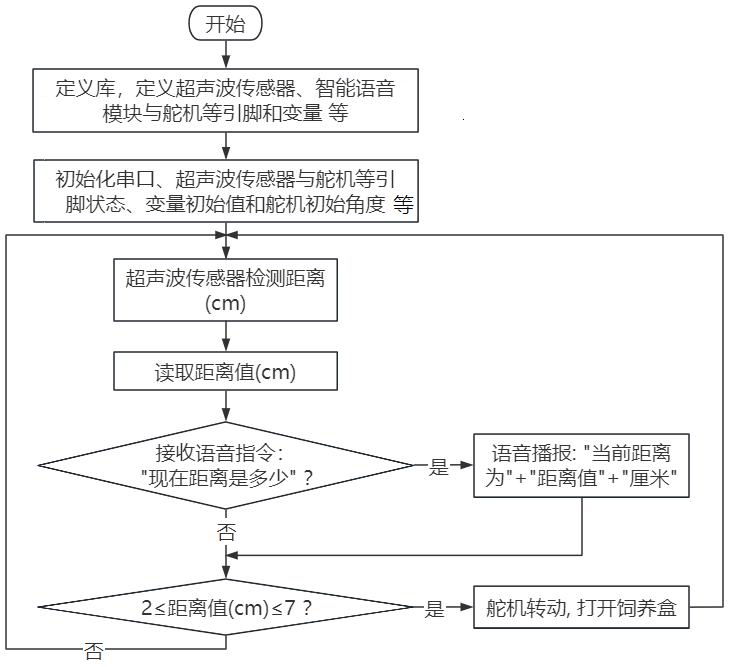 开始
定义库，定义超声波传感器、智能语音
模块与舵机等引脚和变量 等
初始化串口、超声波传感器与舵机等引
脚状态、变量初始值和舵机初始角度 等
超声波传感器检测距离
(cm)
读取距离值(cm)
接收语音指令：
"现在距离是多少"？
是
语音播报: "当前距离
为"+"距离值"+"厘米"
否
2≤距离值(cm)≤7？
是
舵机转动, 打开饲养盒
否